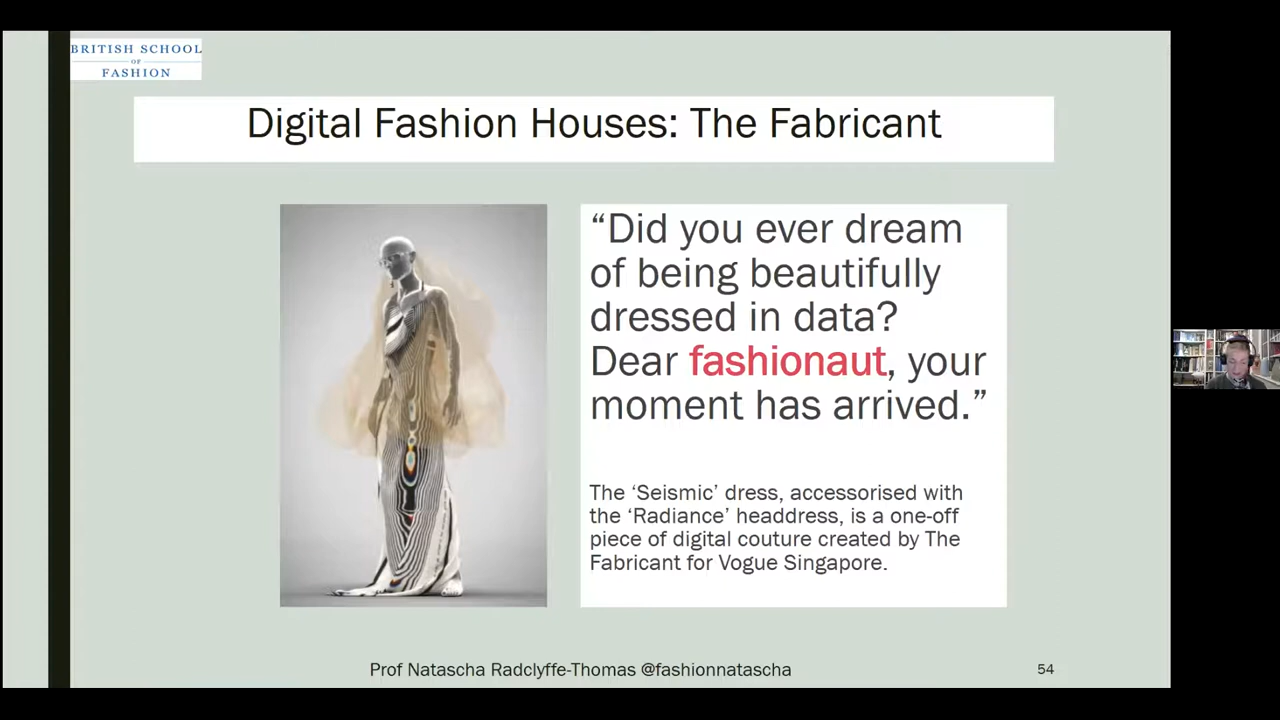 BRITISH SCHOOL
OF
FASHION
Digital Fashion Houses: The Fabricant
“Did you ever dream
of being beautifully
dressed in data?
Dear fashionaut, your
moment has arrived.”
The ‘Seismic’ dress, accessorised with
the ‘Radiance’ headdress, is a one-off
piece of digital couture created by The
Fabricant for Vogue Singapore.
Prof Natascha Radclyffe-Thomas @fashionnatascha
54